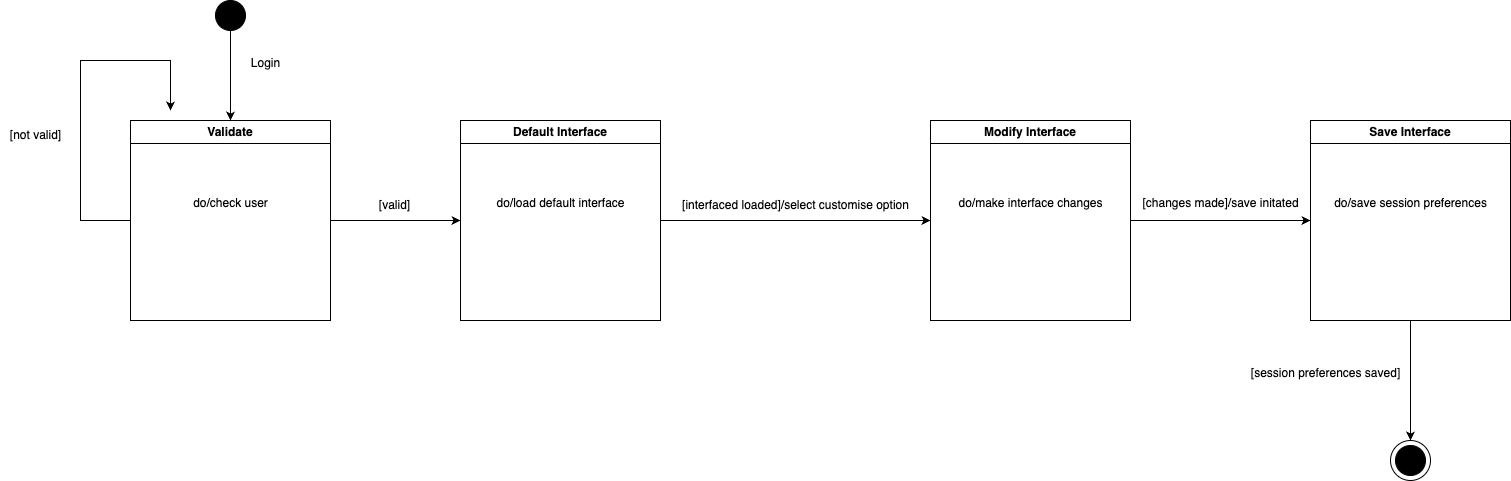 Login
[not valid]
Validate
do/check user
[valid]
Default Interface
do/load default interface
[interfaced loaded]/select customise option
Modify Interface
do/make interface changes
[changes made]/save initated
Save Interface
do/save session preferences
[session preferences saved]